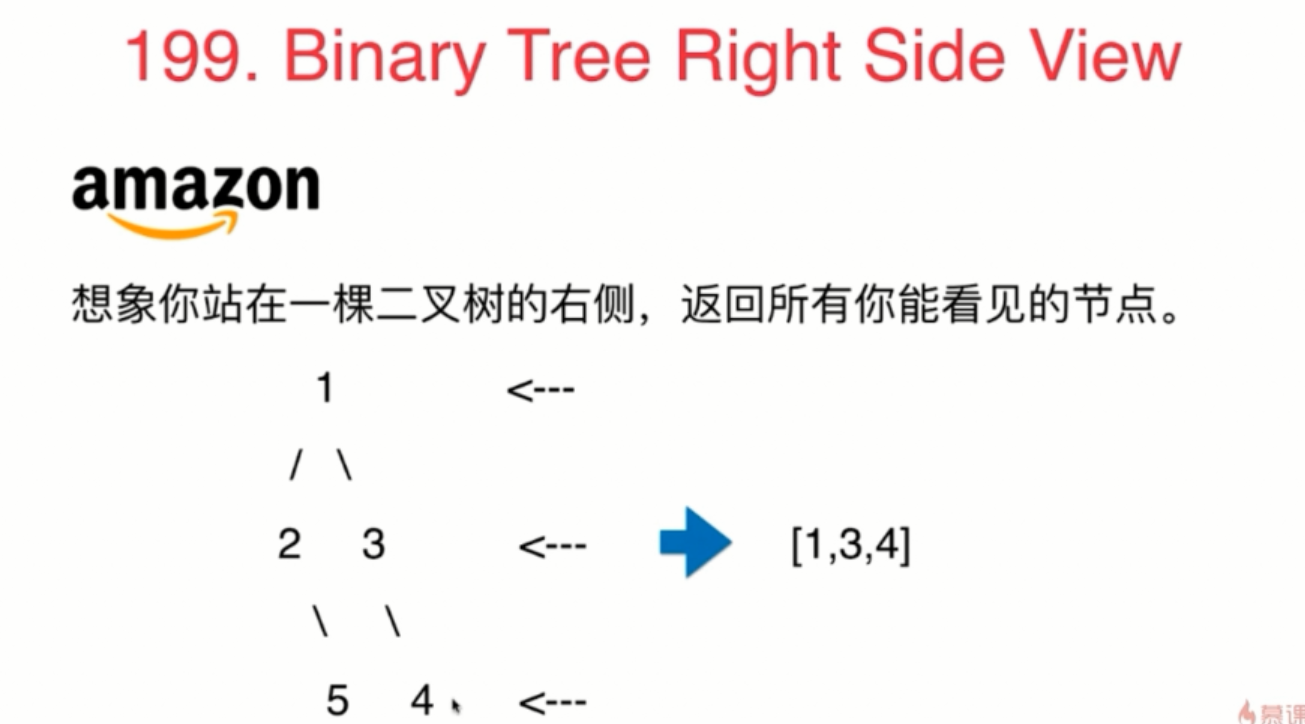 199. Binary Tree Right Side View
amazon
想象你站在一棵二叉树的右侧，返回所有你能看见的节点。
1 <---
/ \
2 3 <--- [1,3,4]
\ \
5 4 <---
慕课